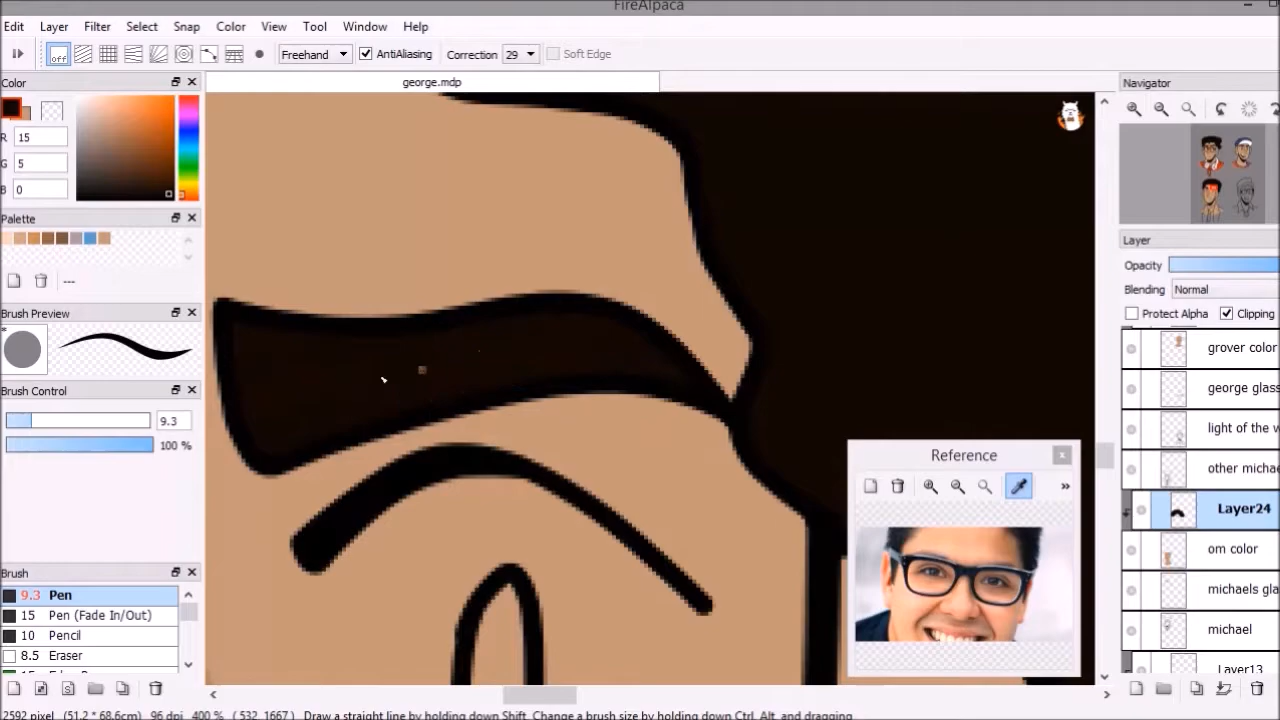 FireAlpaca
Edit Layer Filter Select Snap Color View Tool Window Help
off Freehand AntiAliasing Correction 29 Soft Edge
Color
george.mdp
Navigator
R 15
G 5
B 0
Palette
---
Layer
Opacity
Blending Normal
Protect Alpha Clipping
Brush Preview
grover color
george glass
light of the w
other micha
Layer24
om color
michaels gla
michael
Layer13
Brush Control
9.3
100 %
Reference
Brush
9.3 Pen
15 Pen (Fade In/Out)
10 Pencil
8.5 Eraser
2592 pixel (51.2 * 68.6cm) 96 dpi 400 % ( 532, 1667) Draw a straight line by holding down Shift, Change a brush size by holding down Ctrl, Alt, and dragging